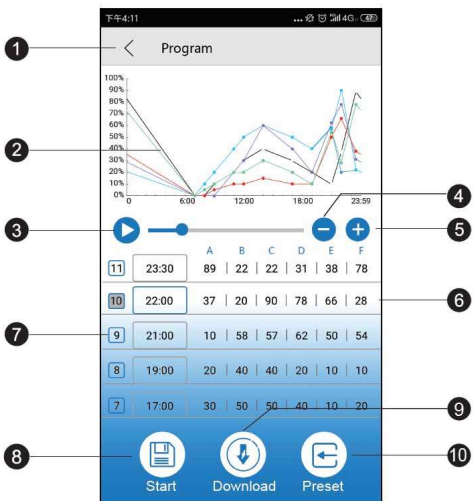 下午4:11 ... 4G 47
1
Program
100%
90%
80%
70%
60%
50%
40%
30%
20%
10%
0%
0 6:00 12:00 18:00 23:59
2
3
4
5
A B C D E F
11 23:30 89 | 22 | 22 | 31 | 38 | 78
10 22:00 37 | 20 | 90 | 78 | 66 | 28
6
7
9 21:00 10 | 58 | 57 | 62 | 50 | 54
8 19:00 20 | 40 | 40 | 20 | 10 | 10
7 17:00 30 | 50 | 50 | 40 | 10 | 20
8
9
10
Start Download Preset